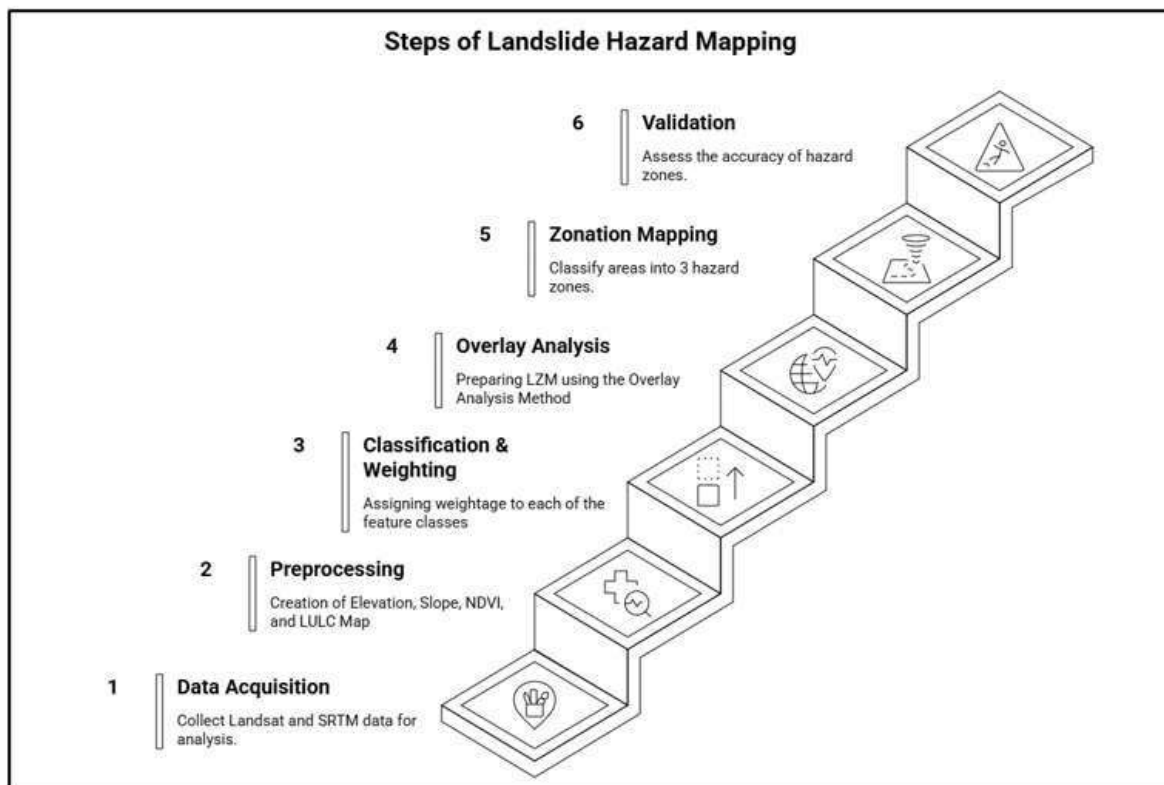 Steps of Landslide Hazard Mapping
6
Validation
Assess the accuracy of hazard
zones.
5
Zonation Mapping
Classify areas into 3 hazard
zones.
4
Overlay Analysis
Preparing LZM using the Overlay
Analysis Method
3
Classification &
Weighting
Assigning weightage to each of the
feature classes
2
Preprocessing
Creation of Elevation, Slope, NDVI,
and LULC Map
1
Data Acquisition
Collect Landsat and SRTM data for
analysis.